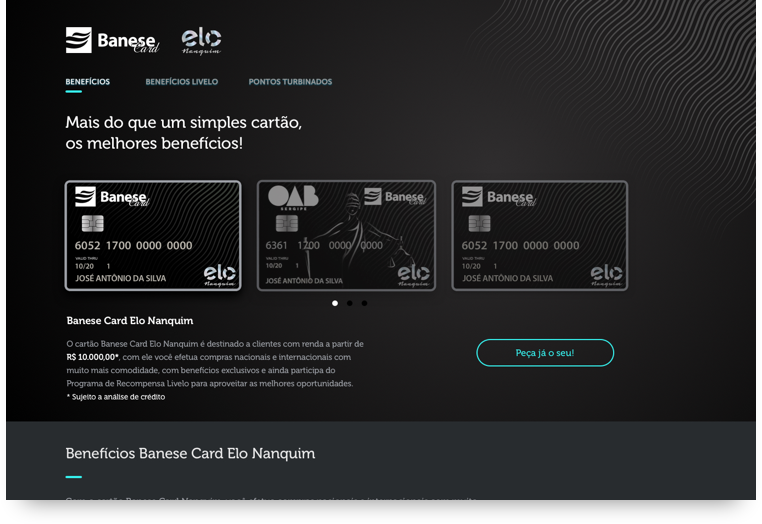 Banese
Card
elo
Nanquim
BENEFÍCIOS
BENEFÍCIOS LIVELO
PONTOS TURBINADOS
Mais do que um simples cartão,
os melhores benefícios!
Banese
Card
6052 1700 0000 0000
VALID THRU
10/20 1
JOSÉ ANTÔNIO DA SILVA
elo
Nanquim
OAB
SERGIPE
Banese
Card
6361 1200 0000 0000
VALID THRU
10/20 1
JOSÉ ANTÔNIO DA SILVA
elo
Nanquim
Banese
Card
6052 1700 0000 0000
VALID THRU
10/20 1
JOSÉ ANTÔNIO DA SILVA
elo
Nanquim
Banese Card Elo Nanquim
O cartão Banese Card Elo Nanquim é destinado a clientes com renda a partir de
R$ 10.000,00*, com ele você efetua compras nacionais e internacionais com
muito mais comodidade, com benefícios exclusivos e ainda participa do
Programa de Recompensa Livelo para aproveitar as melhores oportunidades.
* Sujeito a análise de crédito
Peça já o seu!
Benefícios Banese Card Elo Nanquim